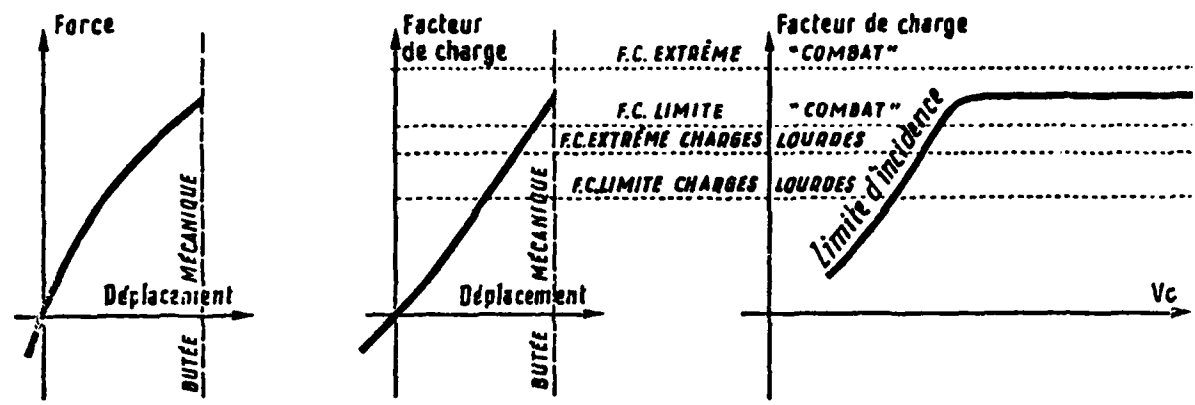 Force
Déplacement
BUTÉE MÉCANIQUE
Facteur
de charge
Déplacement
BUTÉE MÉCANIQUE
F.C. EXTRÊME "COMBAT"
F.C. LIMITE "COMBAT"
F.C.EXTRÊME CHARGES LOURDES
F.C.LIMITE CHARGES LOURDES
Facteur de charge
Limite d'incidence
Vc